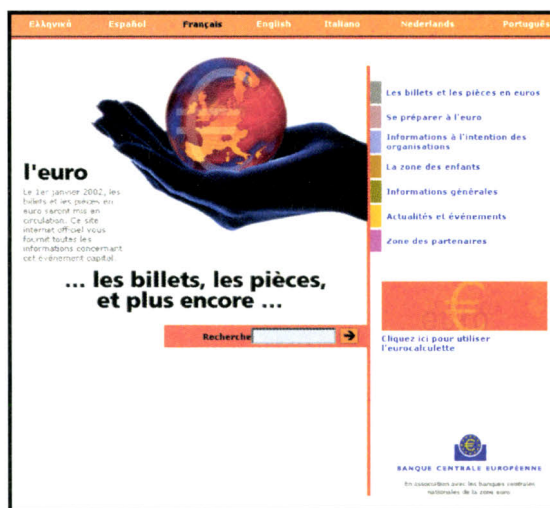 Ελληνικά Español Français English Italiano Nederlands Português
l'euro
Le 1er janvier 2002, les
billets et les pièces en
euro seront mis en
circulation. Ce site
internet officiel vous
fournit toutes les
informations concernant
cet événement capital.
... les billets, les pièces,
et plus encore ...
Recherche
Les billets et les pièces en euros
Se préparer à l'euro
Informations à l'intention des
organisations
La zone des enfants
Informations générales
Actualités et événements
Zone des partenaires
€
Cliquez ici pour utiliser
l'eurocalculette
BANQUE CENTRALE EUROPÉENNE
En association avec les banques centrales
nationales de la zone euro